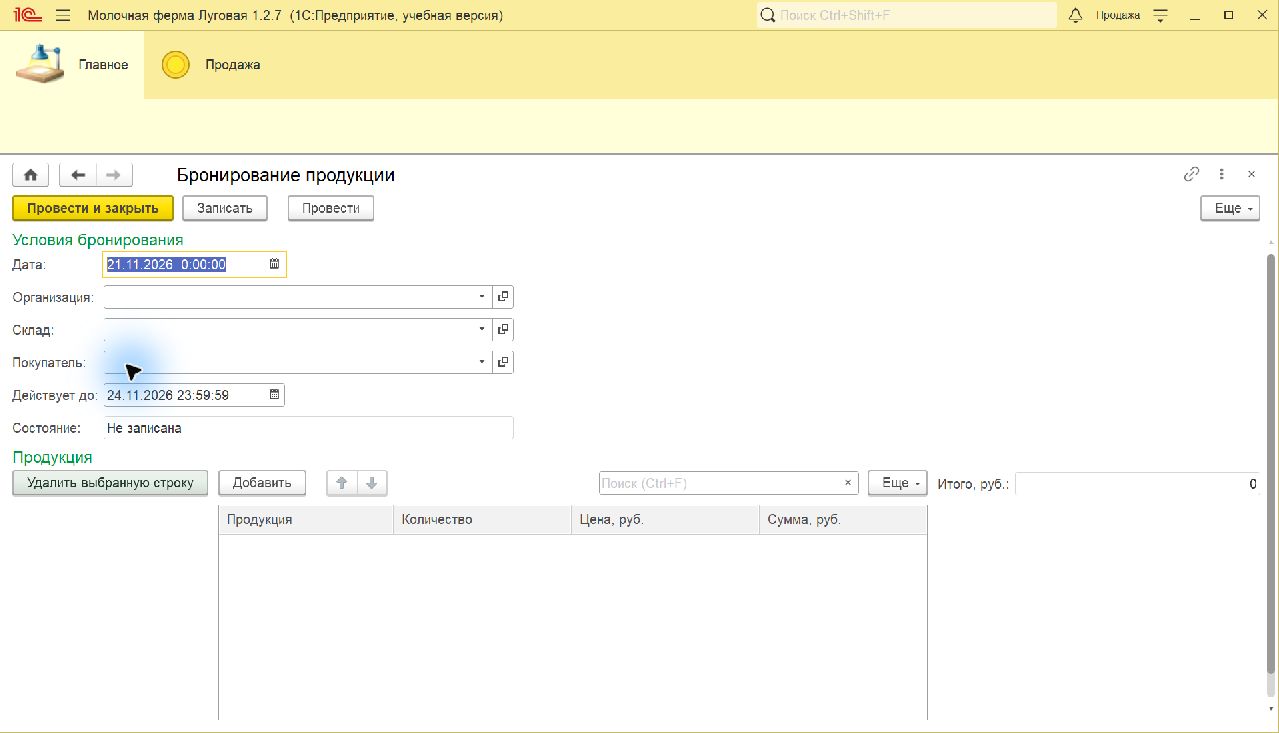 1С Молочная ферма Луговая 1.2.7 (1С:Предприятие, учебная версия) Поиск Ctrl+Shift+F Продажа
Главное Продажа
Бронирование продукции
Провести и закрыть Записать Провести Еще
Условия бронирования
Дата: 21.11.2026 0:00:00
Организация:
Склад:
Покупатель:
Действует до: 24.11.2026 23:59:59
Состояние: Не записана
Продукция
Удалить выбранную строку Добавить Поиск (Ctrl+F) Еще Итого, руб.: 0
Продукция Количество Цена, руб. Сумма, руб.